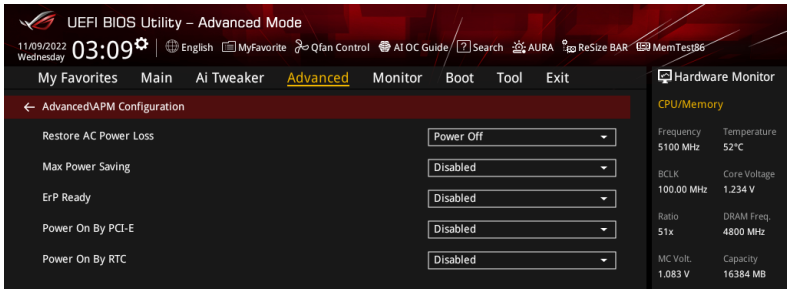 UEFI BIOS Utility – Advanced Mode
11/09/2022 Wednesday 03:09 English MyFavorite Qfan Control AI OC Guide ? Search AURA ReSize BAR MemTest86
My Favorites Main Ai Tweaker Advanced Monitor Boot Tool Exit
Hardware Monitor
← Advanced\APM Configuration
Restore AC Power Loss Power Off
Max Power Saving Disabled
ErP Ready Disabled
Power On By PCI-E Disabled
Power On By RTC Disabled
CPU/Memory
Frequency Temperature
5100 MHz 52°C
BCLK Core Voltage
100.00 MHz 1.234 V
Ratio DRAM Freq.
51x 4800 MHz
MC Volt. Capacity
1.083 V 16384 MB